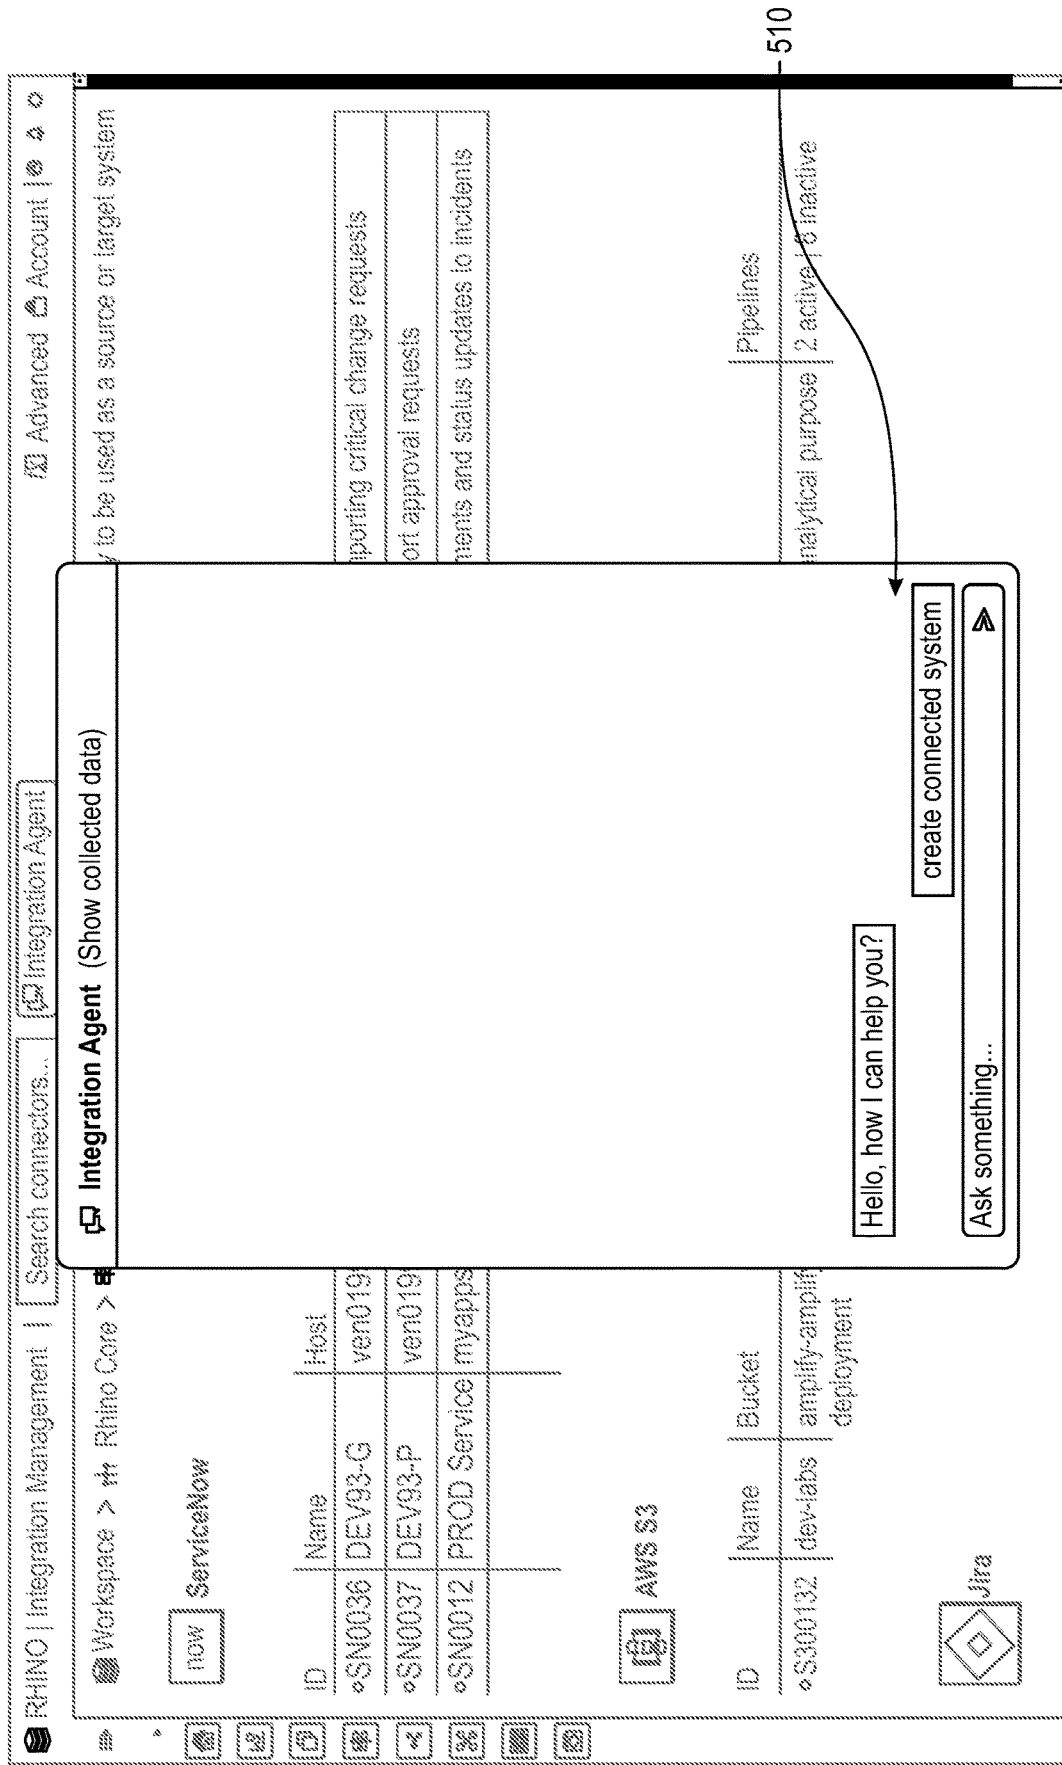 RHINO | Integration Management | Search connectors... Integration Agent Advanced Account |
Workspace > Rhino Core > to be used as a source or target system
now ServiceNow
ID Name Host
SN0036 DEV93-G ven019 porting critical change requests
SN0037 DEV93-P ven019 ort approval requests
SN0012 PROD Service myapps ments and status updates to incidents
AWS S3
ID Name Bucket Pipelines
S300132 dev-labs amplify-amplify nalytical purpose 2 active | 6 inactive
deployment
Jira
Integration Agent (Show collected data)
Hello, how I can help you?
create connected system
Ask something...
510